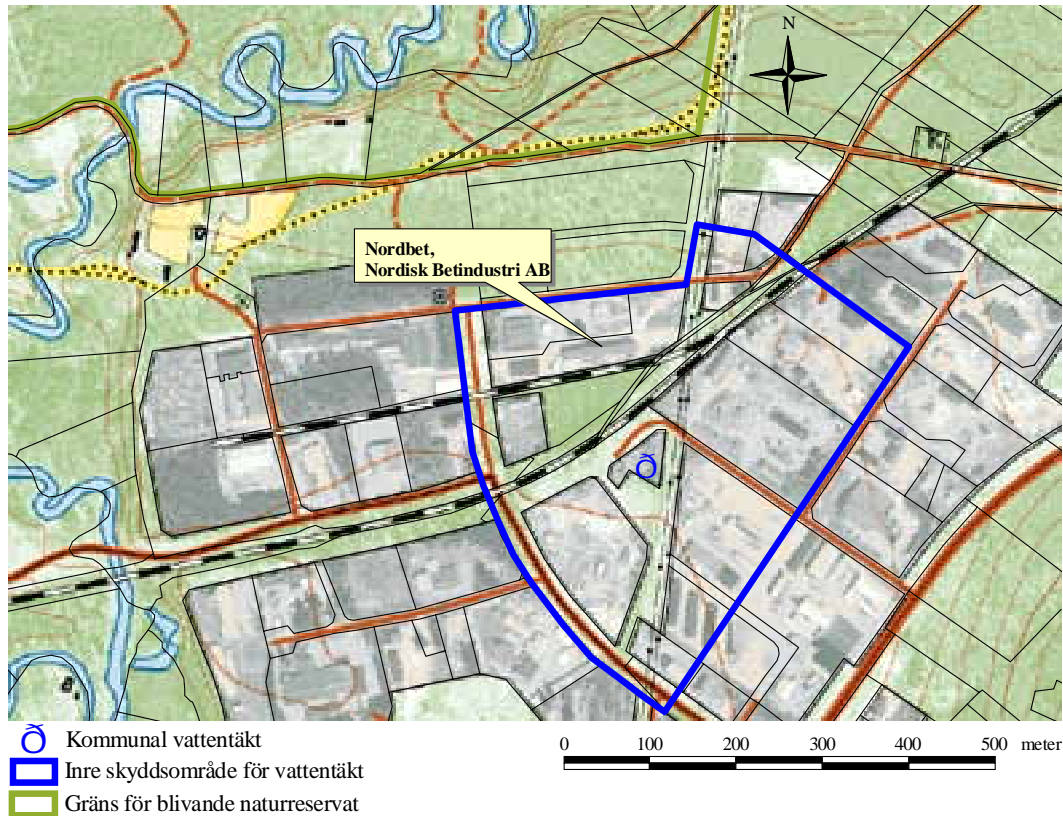 N
Nordbet,
Nordisk Betindustri AB
Ő
Ő Kommunal vattentäkt
Inre skyddsområde för vattentäkt
Gräns för blivande naturreservat
0 100 200 300 400 500 meter